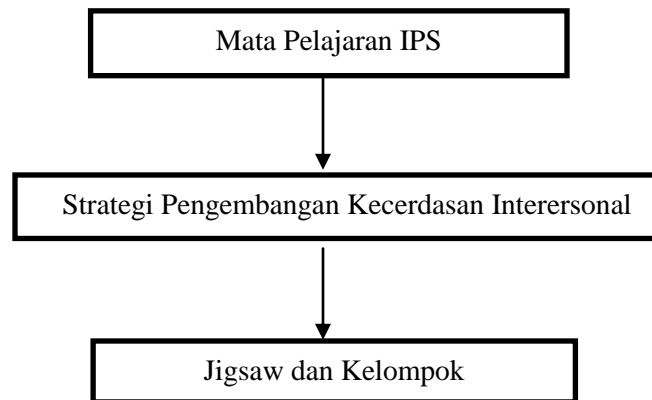 Mata Pelajaran IPS
Strategi Pengembangan Kecerdasan Interersonal
Jigsaw dan Kelompok